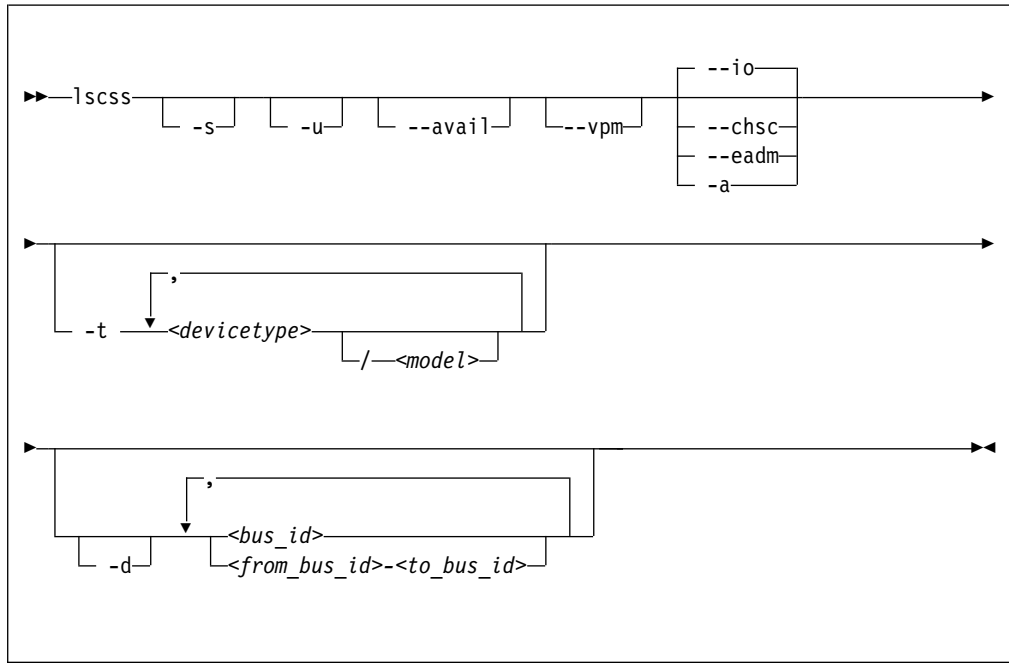 --io
lscss
-s
-u
--avail
--vpm
--chsc
--eadm
-a
,
-t <devicetype>
/ <model>
,
<bus_id>
-d <from_bus_id>-<to_bus_id>